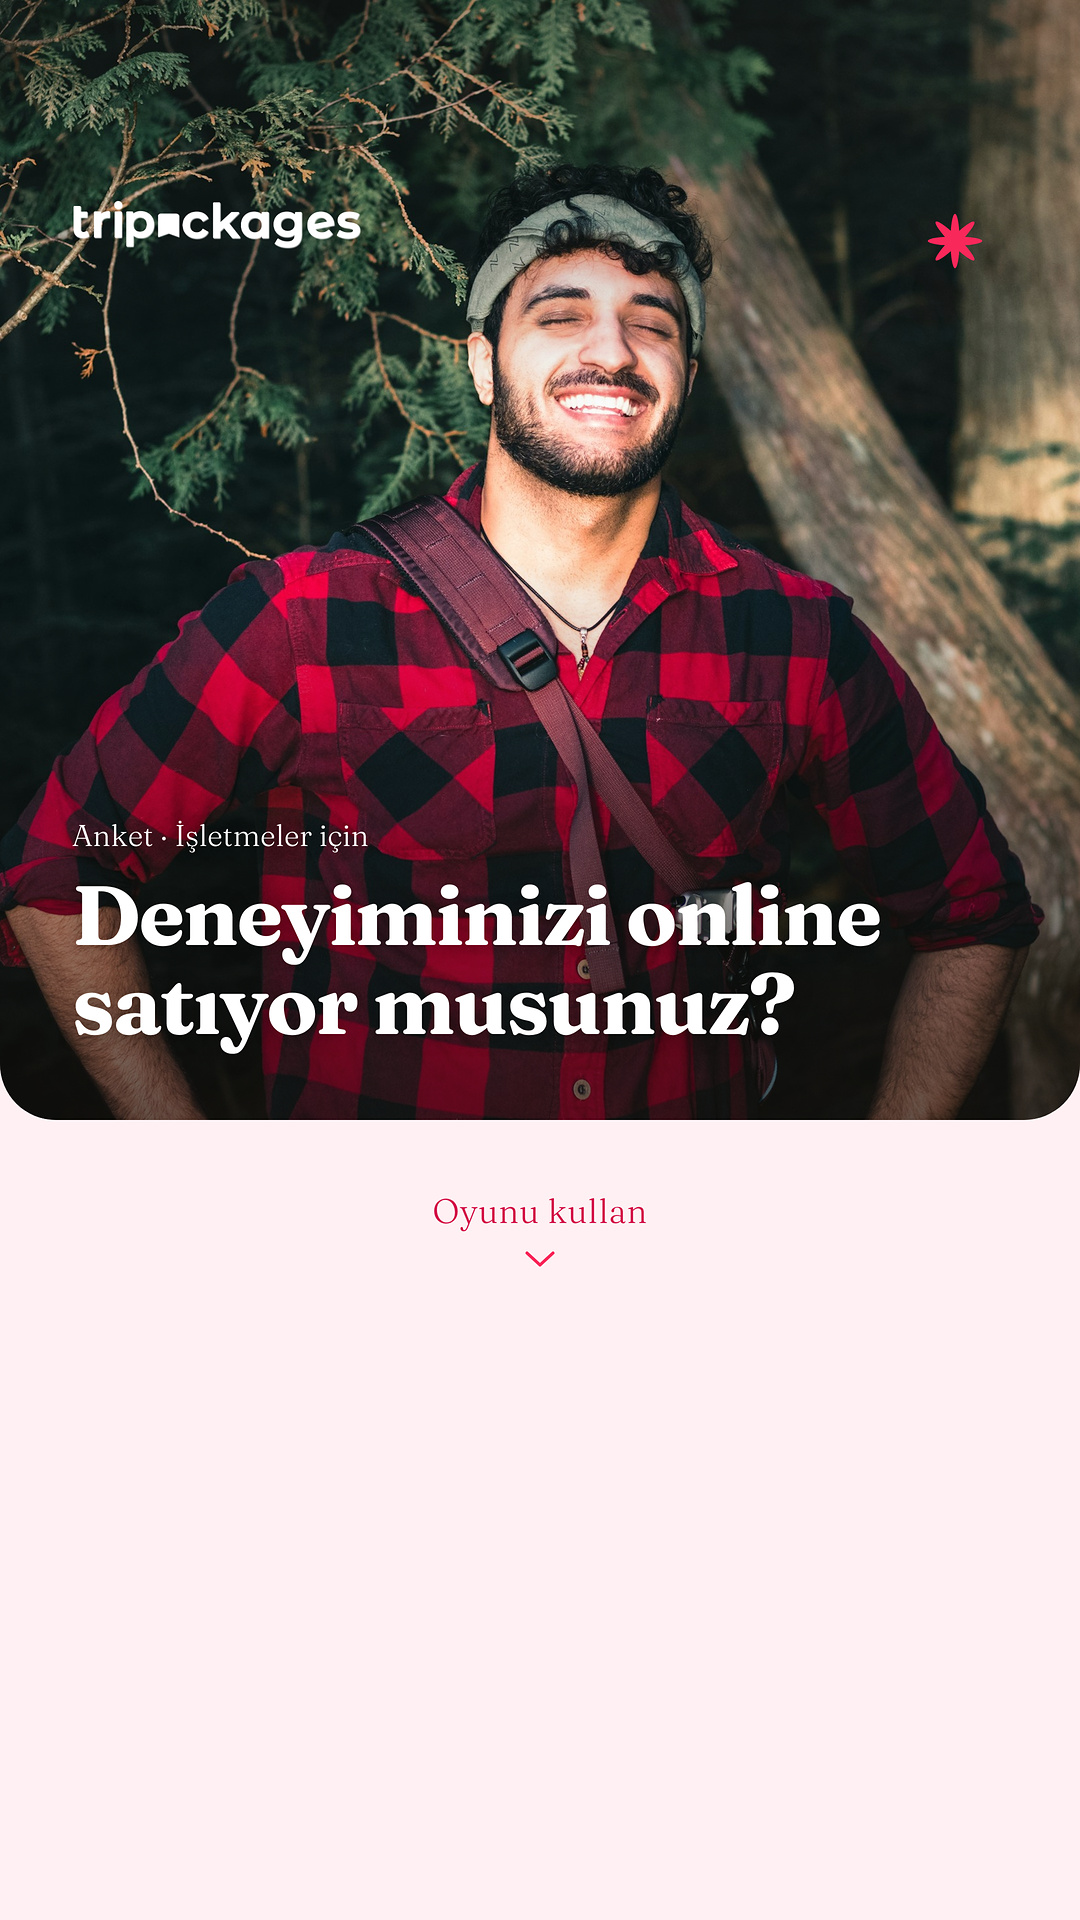 tripackages
Anket · İşletmeler için
Deneyiminizi online
satıyor musunuz?
Oyunu kullan